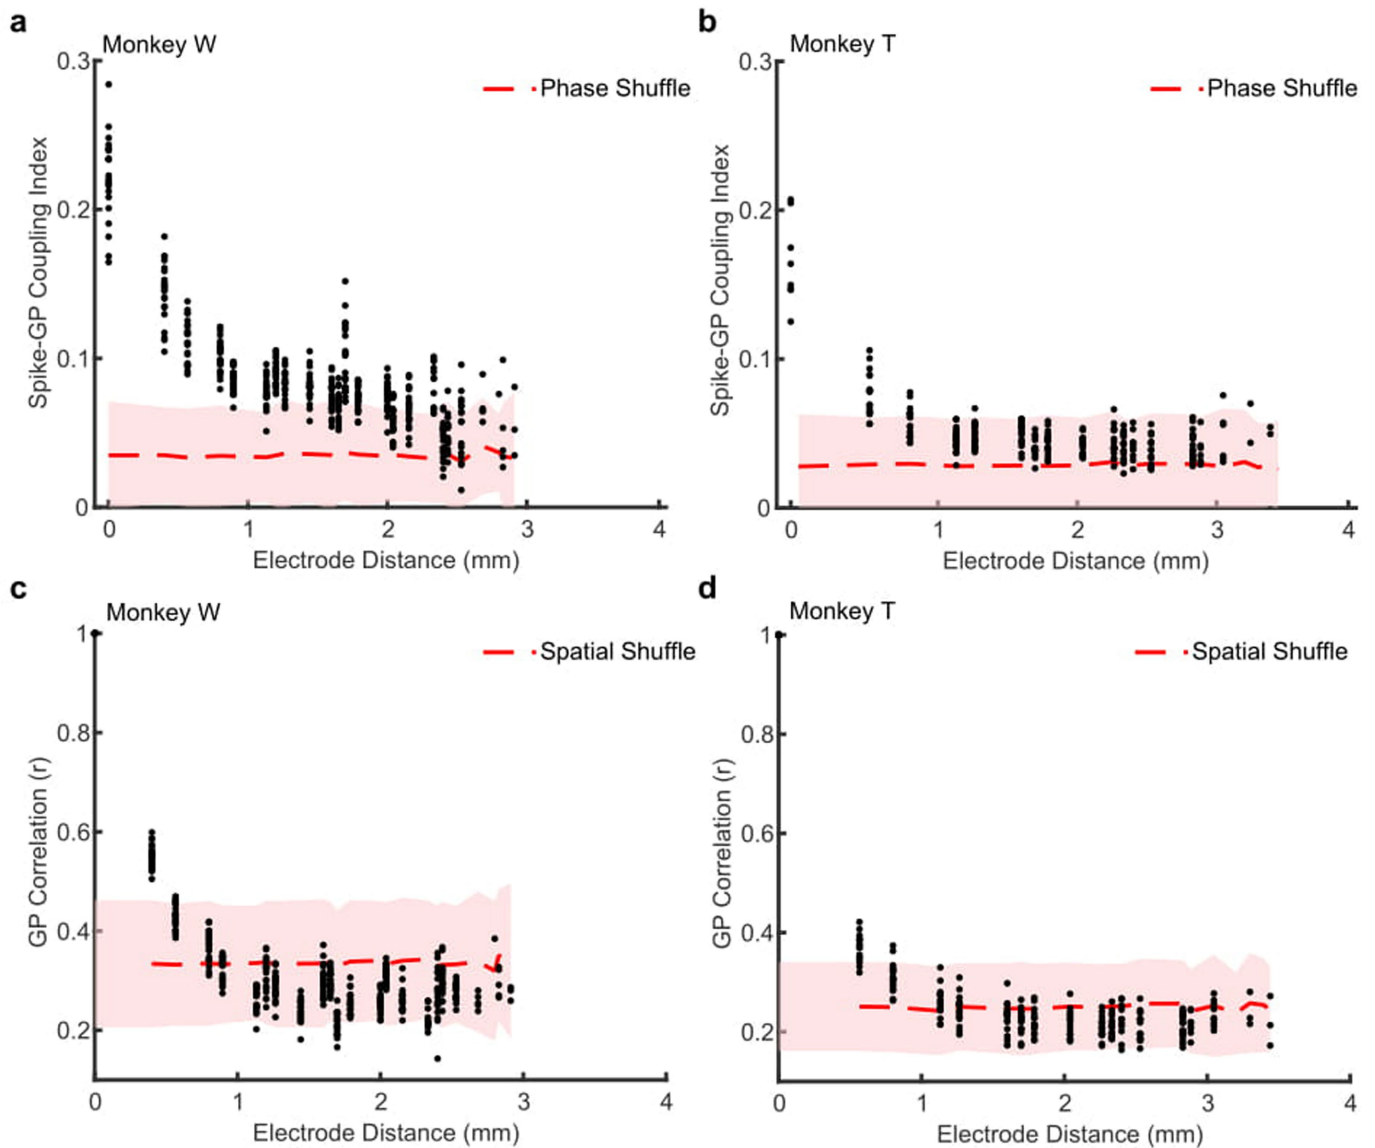 a
Monkey W
0.3
0.2
0.1
0
Spike-GP Coupling Index
Phase Shuffle
0 1 2 3 4
Electrode Distance (mm)
b
Monkey T
0.3
0.2
0.1
0
Spike-GP Coupling Index
Phase Shuffle
0 1 2 3 4
Electrode Distance (mm)
c
Monkey W
1
0.8
0.6
0.4
0.2
GP Correlation (r)
Spatial Shuffle
0 1 2 3 4
Electrode Distance (mm)
d
Monkey T
1
0.8
0.6
0.4
0.2
GP Correlation (r)
Spatial Shuffle
0 1 2 3 4
Electrode Distance (mm)